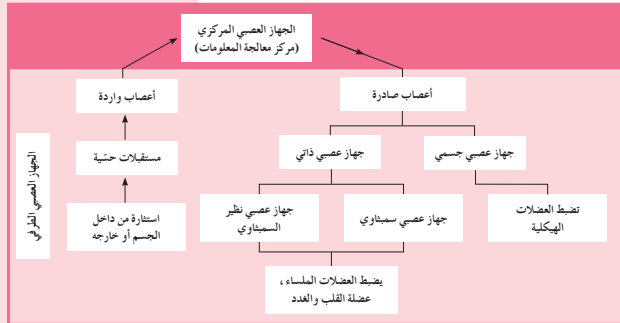 الجهاز العصبي المركزي
(مركز معالجة المعلومات)
أعصاب صادرة
أعصاب واردة
جهاز عصبي جسمي
جهاز عصبي ذاتي
مستقبلات حسّية
تضبط العضلات
الهيكلية
جهاز عصبي سمبثاوي
جهاز عصبي نظير
السمبثاوي
استثارة من داخل
الجسم أو خارجه
يضبط العضلات الملساء ،
عضلة القلب والغدد
الجهاز العصبي الطرفي